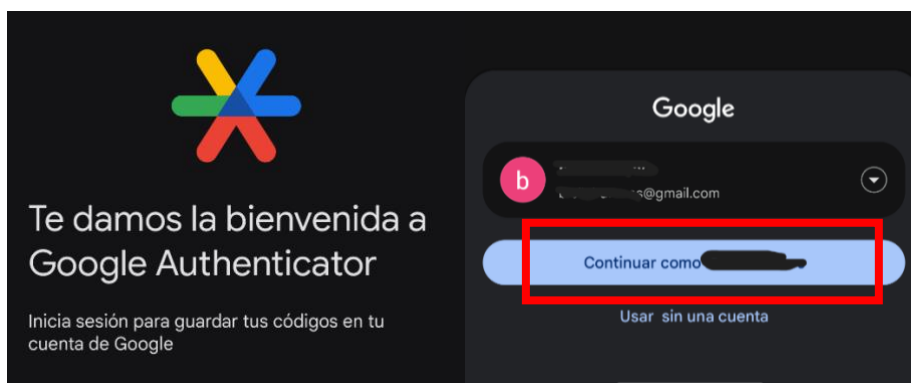 Te damos la bienvenida a
Google Authenticator
Inicia sesión para guardar tus códigos en tu
cuenta de Google
Google
b
s@gmail.com
Continuar como
Usar sin una cuenta